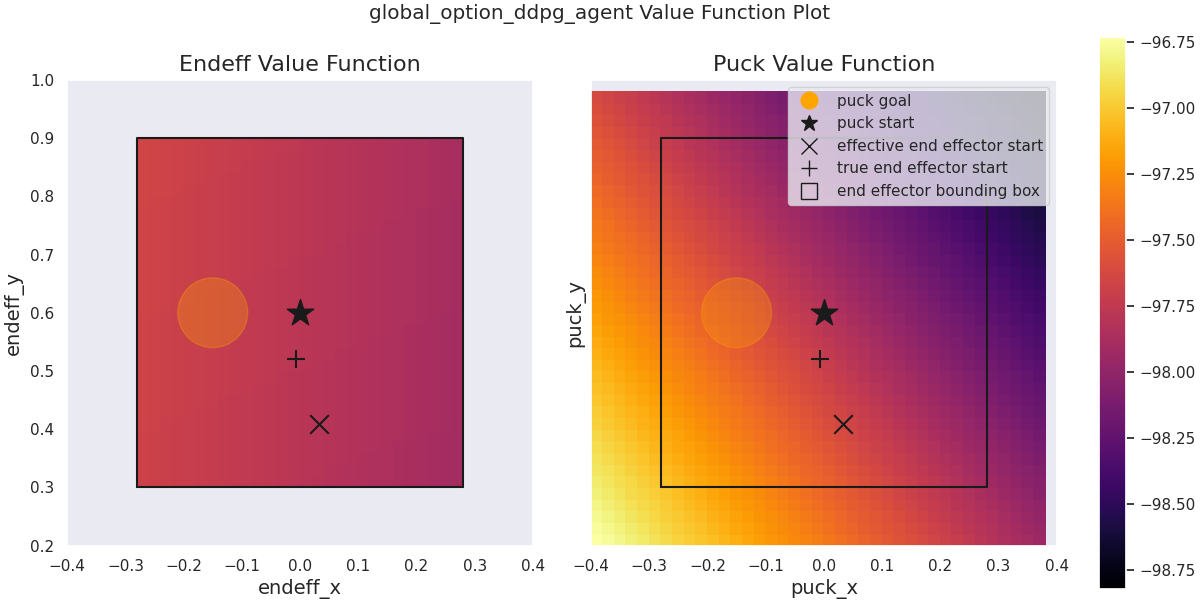 global_option_ddpg_agent Value Function Plot
Endeff Value Function
1.0
0.9
0.8
0.7
0.6
0.5
0.4
0.3
0.2
endeff_y
−0.4 −0.3 −0.2 −0.1 0.0 0.1 0.2 0.3 0.4
endeff_x
Puck Value Function
puck goal
puck start
effective end effector start
true end effector start
end effector bounding box
puck_y
−0.4 −0.3 −0.2 −0.1 0.0 0.1 0.2 0.3 0.4
puck_x
−96.75
−97.00
−97.25
−97.50
−97.75
−98.00
−98.25
−98.50
−98.75